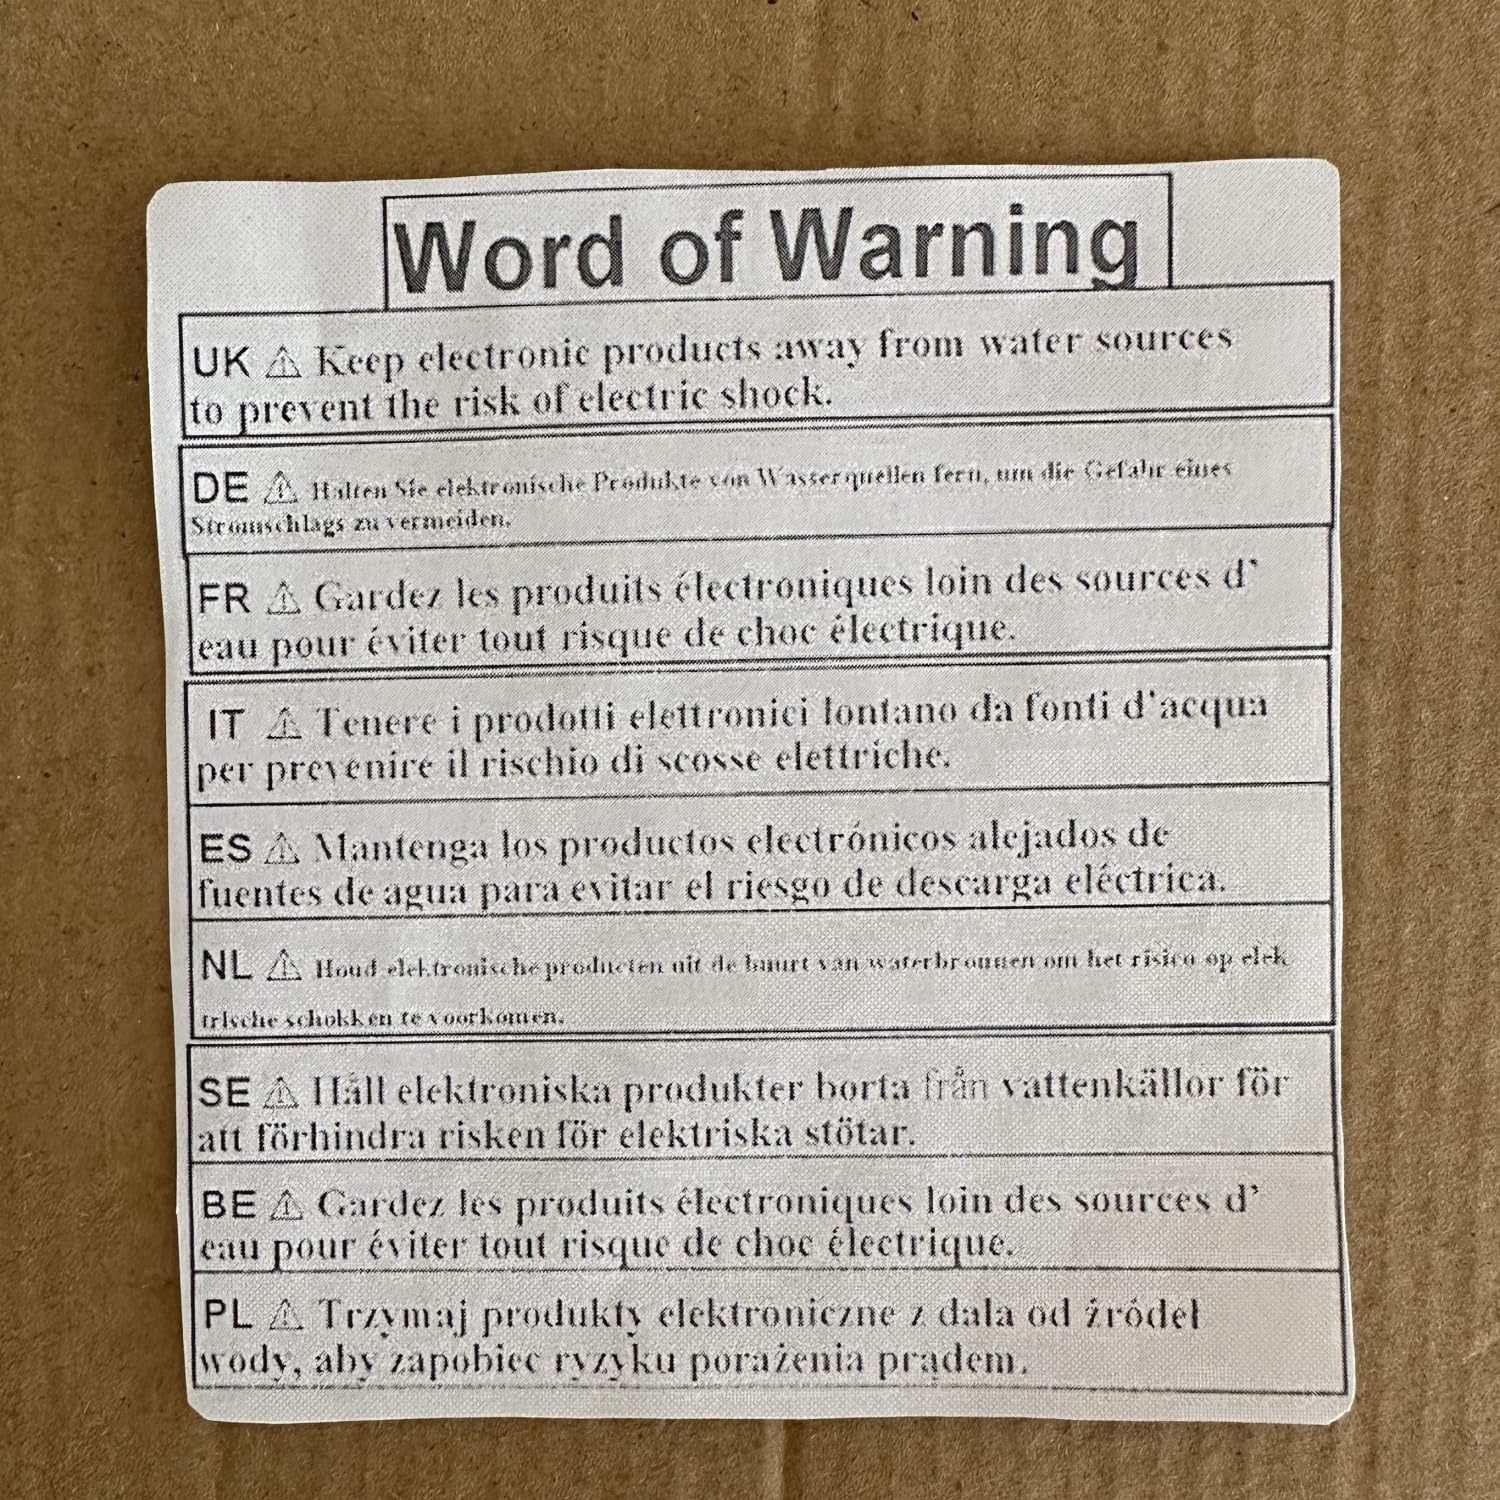 Word of Warning
UK ⚠ Keep electronic products away from water sources
to prevent the risk of electric shock.
DE ⚠ Halten Sie elektronische Produkte von Wasserquellen fern, um die Gefahr eines
Stromschlags zu vermeiden.
FR ⚠ Gardez les produits électroniques loin des sources d’
eau pour éviter tout risque de choc électrique.
IT ⚠ Tenere i prodotti elettronici lontano da fonti d'acqua
per prevenire il rischio di scosse elettriche.
ES ⚠ Mantenga los productos electrónicos alejados de
fuentes de agua para evitar el riesgo de descarga eléctrica.
NL ⚠ Houd elektronische producten uit de buurt van waterbronnen om het risico op elek
trische schokken te voorkomen.
SE ⚠ Håll elektroniska produkter borta från vattenkällor för
att förhindra risken för elektriska stötar.
BE ⚠ Gardez les produits électroniques loin des sources d’
eau pour éviter tout risque de choc électrique.
PL ⚠ Trzymaj produkty elektroniczne z dala od źródeł
wody, aby zapobiec ryzyku porażenia prądem.